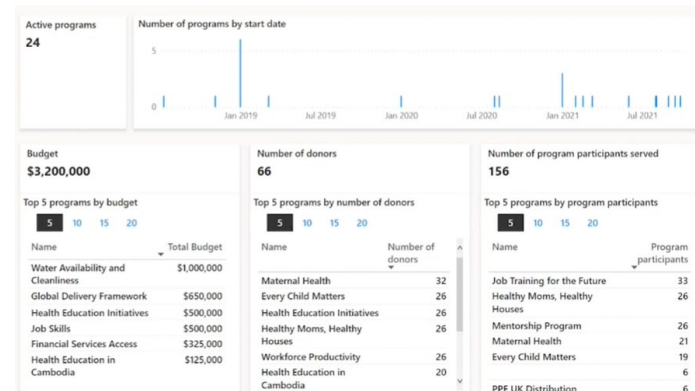 Active programs
24
Number of programs by start date
5
0
Jan 2019 Jul 2019 Jan 2020 Jul 2020 Jan 2021 Jul 2021
Budget
$3,200,000
Top 5 programs by budget
5 10 15 20
Name Total Budget
Water Availability and
Cleanliness $1,000,000
Global Delivery Framework $650,000
Health Education Initiatives $500,000
Job Skills $500,000
Financial Services Access $325,000
Health Education in
Cambodia $125,000
Number of donors
66
Top 5 programs by number of donors
5 10 15 20
Name Number of
donors
Maternal Health 32
Every Child Matters 26
Health Education Initiatives 26
Healthy Moms, Healthy
Houses 26
Workforce Productivity 26
Health Education in
Cambodia 20
Number of program participants served
156
Top 5 programs by program participants
5 10 15 20
Name Program
participants
Job Training for the Future 33
Healthy Moms, Healthy
Houses 26
Mentorship Program 26
Maternal Health 21
Every Child Matters 19
6
PPE UK Distribution 6